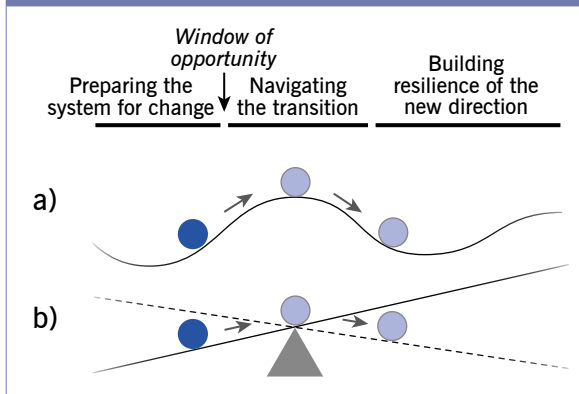 Window of
opportunity
Preparing the
system for change
Navigating
the transition
Building
resilience of the
new direction
a)
b)